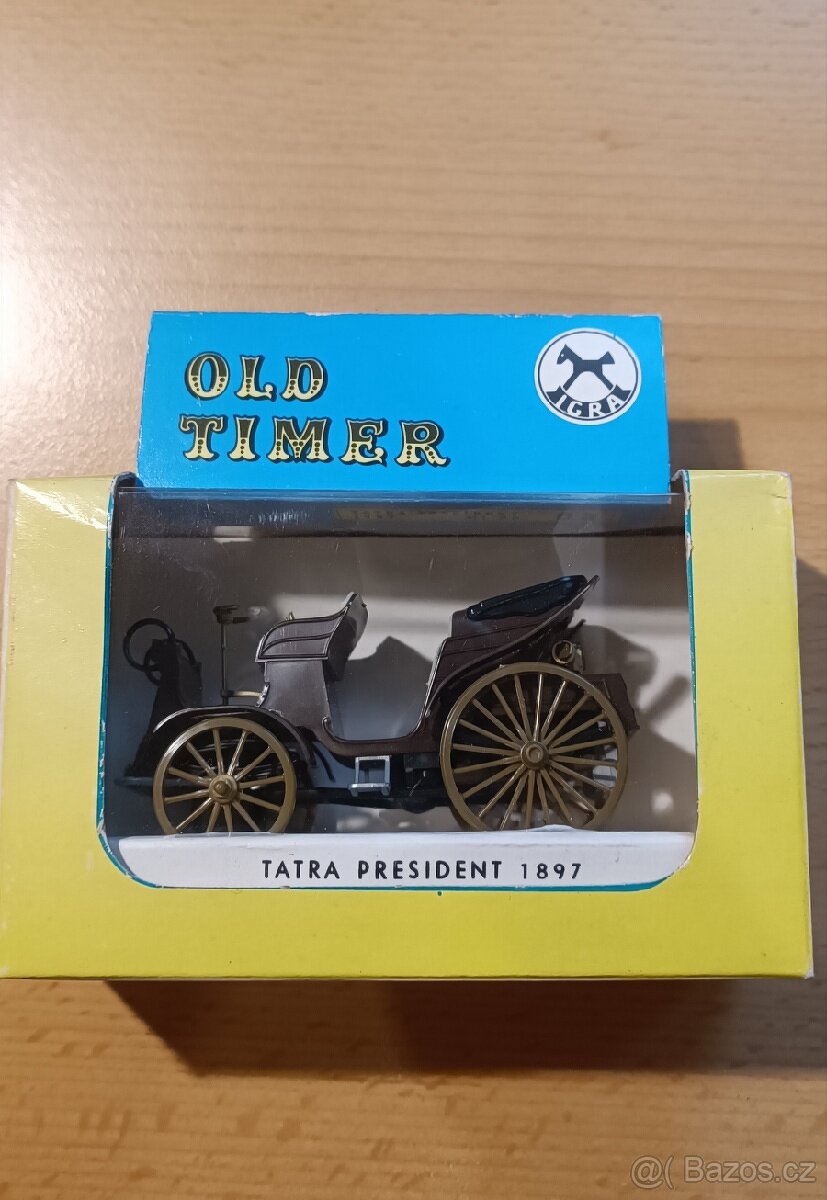 OLD
TIMER
IGRA
TATRA PRESIDENT 1897
@( Bazos.cz